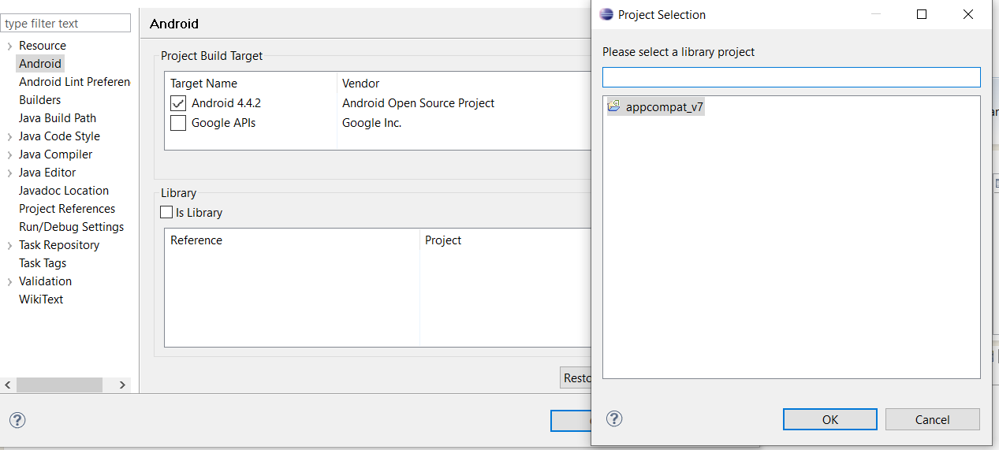 type filter text
Resource
Android
Android Lint Preferen
Builders
Java Build Path
Java Code Style
Java Compiler
Java Editor
Javadoc Location
Project References
Run/Debug Settings
Task Repository
Task Tags
Validation
WikiText
Android
Project Build Target
Target Name Vendor
Android 4.4.2 Android Open Source Project
Google APIs Google Inc.
Library
Is Library
Reference Project
Resto
Project Selection
Please select a library project
appcompat_v7
OK Cancel